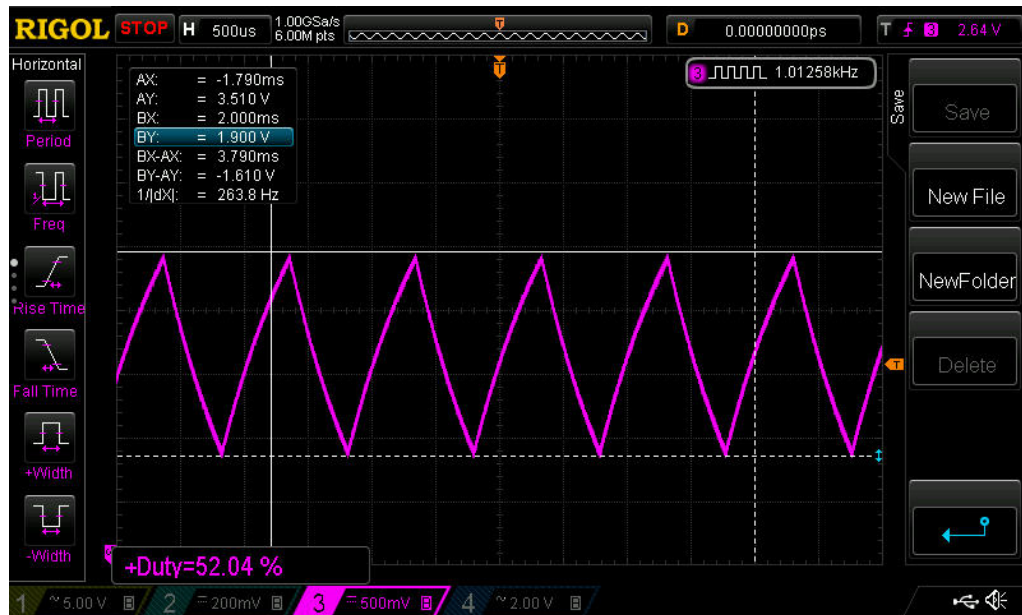 RIGOL STOP H 500us 1.00GSa/s 6.00M pts D 0.00000000ps T 3 2.64 V
Horizontal
Period
Freq
Rise Time
Fall Time
+Width
-Width
AX: = -1.790ms
AY: = 3.510 V
BX: = 2.000ms
BY: = 1.900 V
BX-AX: = 3.790ms
BY-AY: = -1.610 V
1/|dX|: = 263.8 Hz
T
3 1.01258kHz
T
+Duty=52.04 %
Save
Save
New File
NewFolder
Delete
1 ~5.00 V B 2 =200mV B 3 =500mV B 4 ~2.00 V B